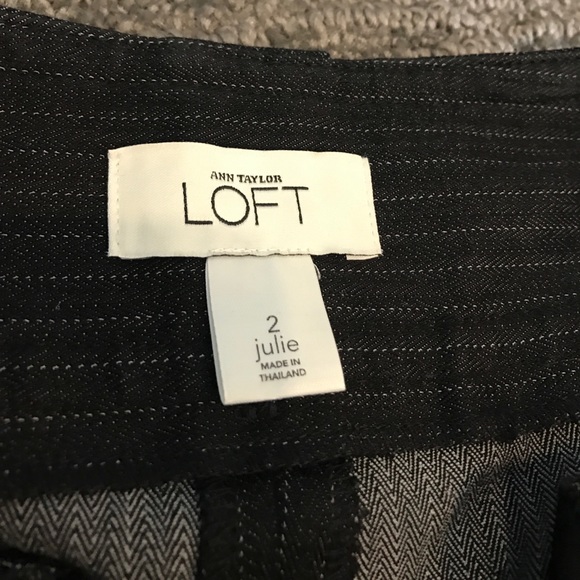 ANN TAYLOR
LOFT
2
julie
MADE IN
THAILAND